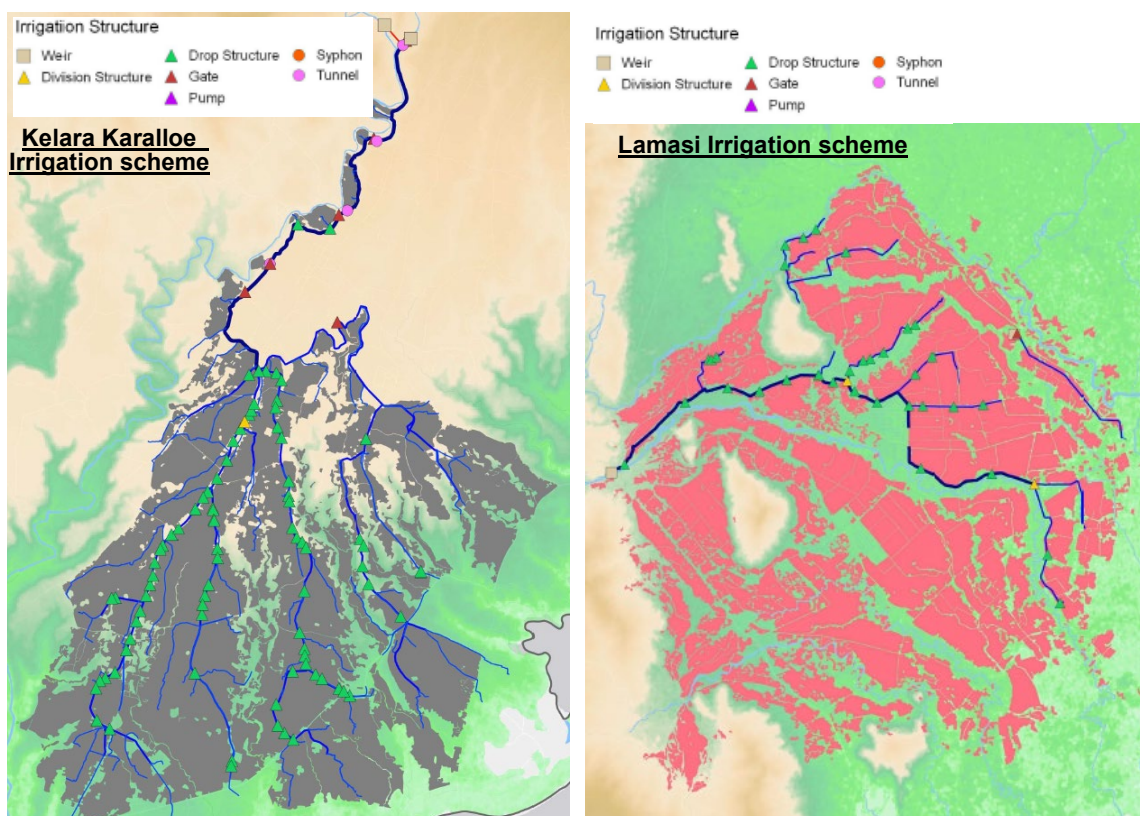 Irrigation Structure
Weir
Drop Structure
Syphon
Division Structure
Gate
Tunnel
Pump
Kelara Karalloe
Irrigation scheme
Irrigation Structure
Weir
Drop Structure
Syphon
Division Structure
Gate
Tunnel
Pump
Lamasi Irrigation scheme